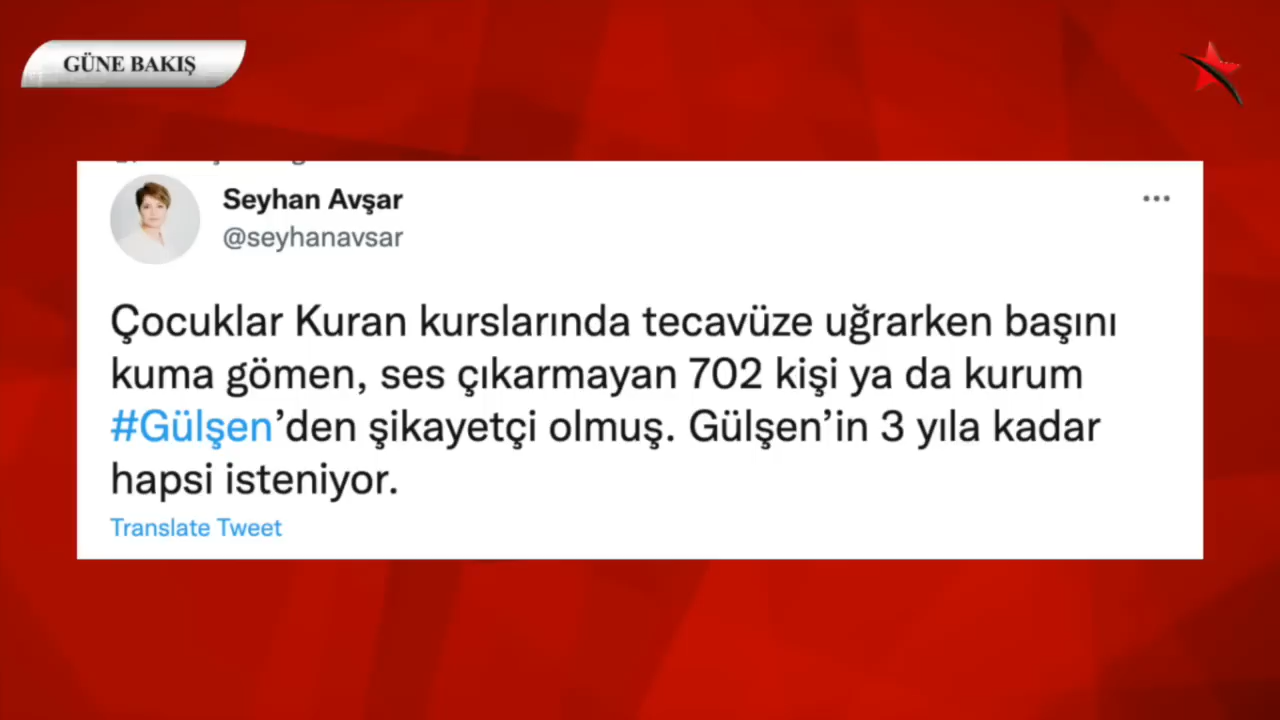 GÜNE BAKIŞ
Seyhan Avşar
@seyhanavsar
Çocuklar Kuran kurslarında tecavüze uğrarken başını
kuma gömen, ses çıkarmayan 702 kişi ya da kurum
#Gülşen’den şikayetçi olmuş. Gülşen’in 3 yıla kadar
hapsi isteniyor.
Translate Tweet